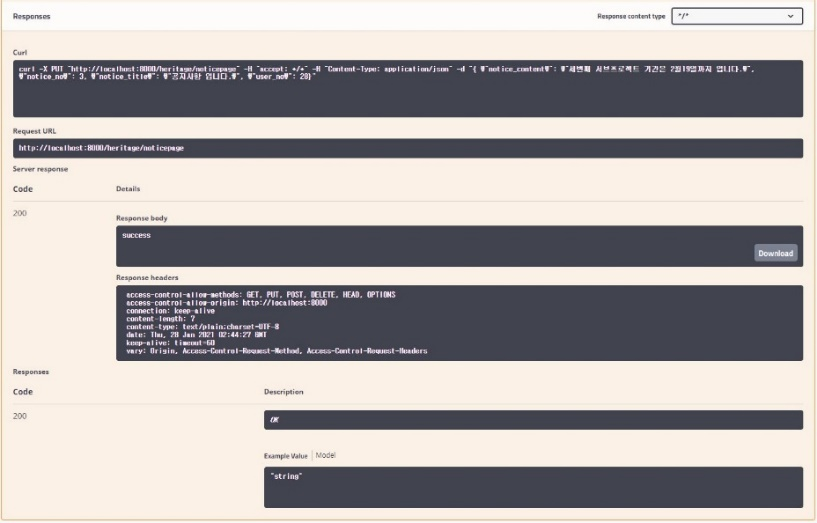 Responses
Response content type */*
Curl
curl -X PUT "http://localhost:8000/heritage/noticepage" -H "accept: */*" -H "Content-Type: application/json" -d "{ ₩"notice_content₩": ₩"세번째 서브프로젝트 기간은 2월19일까지 입니다.₩",
₩"notice_no₩": 3, ₩"notice_title₩": ₩"공지사항 입니다.₩", ₩"user_no₩": 20}"
Request URL
http://localhost:8000/heritage/noticepage
Server response
Code Details
200
Response body
success
Download
Response headers
access-control-allow-methods: GET, PUT, POST, DELETE, HEAD, OPTIONS
access-control-allow-origin: http://localhost:8000
connection: keep-alive
content-length: 7
content-type: text/plain;charset=UTF-8
date: Thu, 28 Jan 2021 02:44:27 GMT
keep-alive: timeout=60
vary: Origin, Access-Control-Request-Method, Access-Control-Request-Headers
Responses
Code Description
200
OK
Example Value Model
"string"